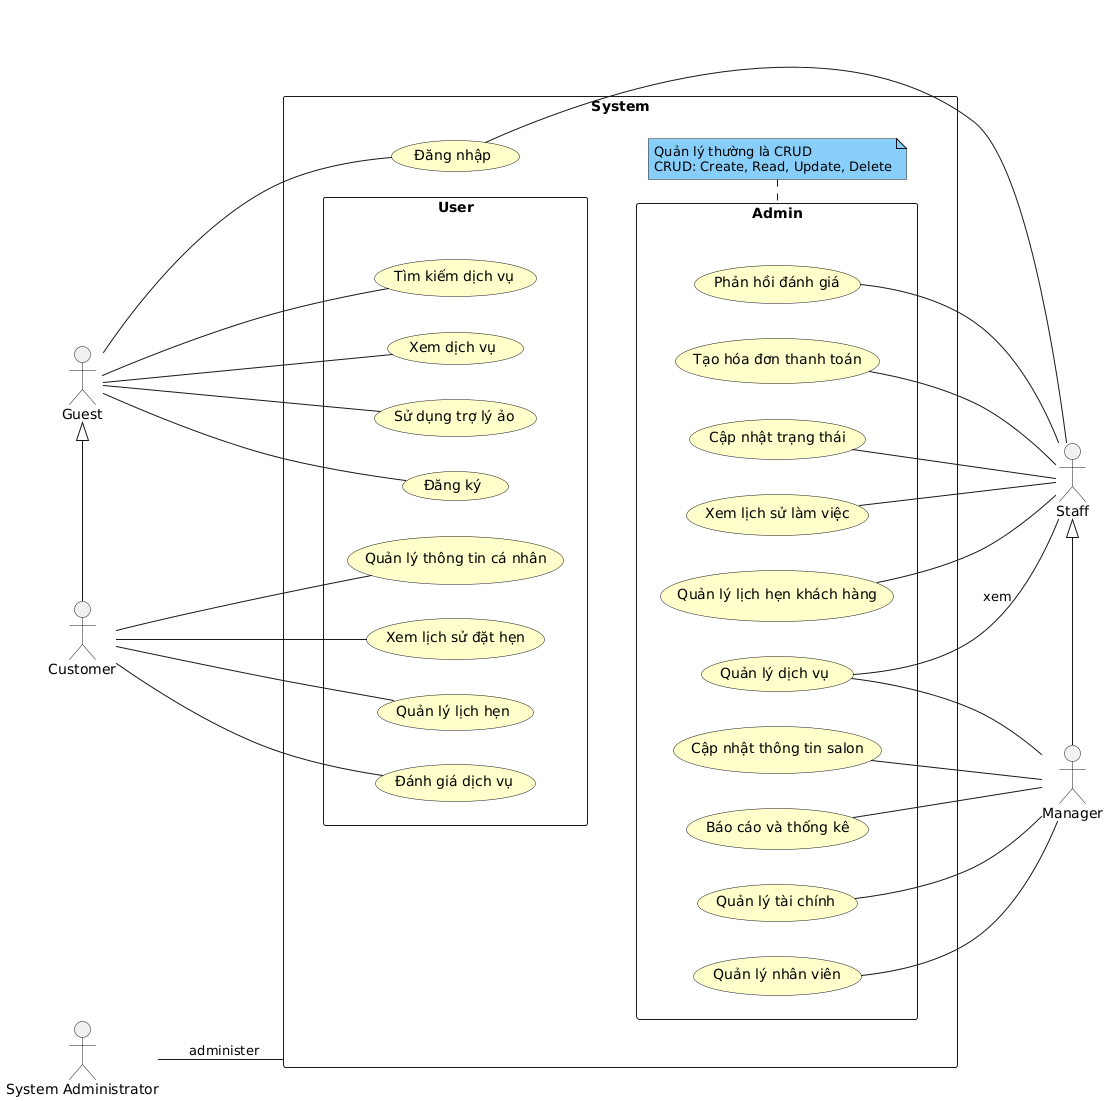 System
Đăng nhập
Quản lý thường là CRUD
CRUD: Create, Read, Update, Delete
User
Tìm kiếm dịch vụ
Xem dịch vụ
Sử dụng trợ lý ảo
Đăng ký
Quản lý thông tin cá nhân
Xem lịch sử đặt hẹn
Quản lý lịch hẹn
Đánh giá dịch vụ
Admin
Phản hồi đánh giá
Tạo hóa đơn thanh toán
Cập nhật trạng thái
Xem lịch sử làm việc
Quản lý lịch hẹn khách hàng
Quản lý dịch vụ
Cập nhật thông tin salon
Báo cáo và thống kê
Quản lý tài chính
Quản lý nhân viên
Guest
Customer
Staff
xem
Manager
administer
System Administrator